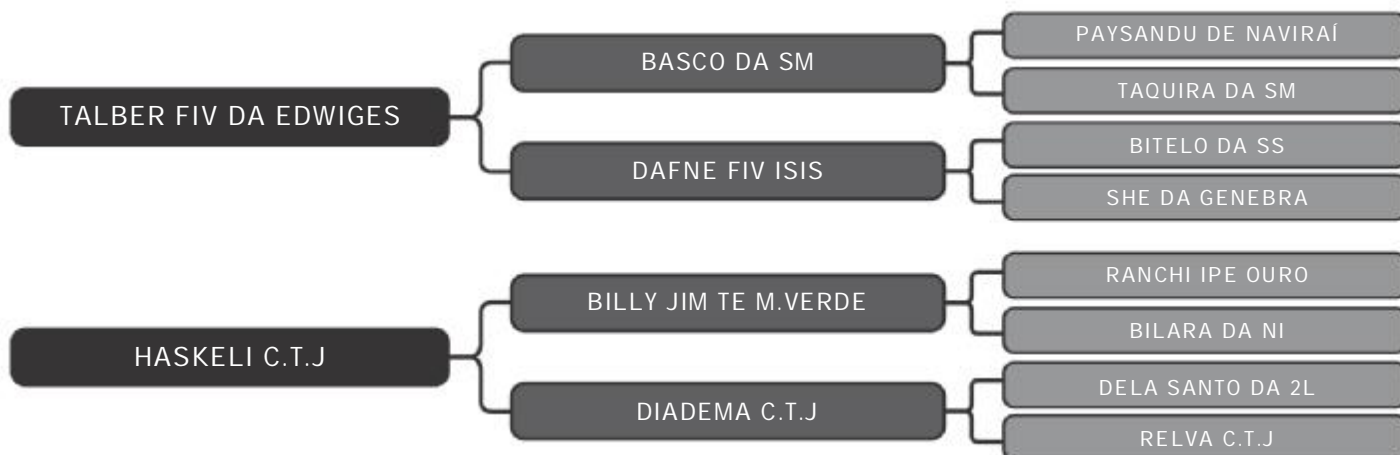 TALBER FIV DA EDWIGES
BASCO DA SM
PAYSANDU DE NAVIRAÍ
TAQUIRA DA SM
DAFNE FIV ISIS
BITELO DA SS
SHE DA GENEBRA
HASKELI C.T.J
BILLY JIM TE M.VERDE
RANCHI IPE OURO
BILARA DA NI
DIADEMA C.T.J
DELA SANTO DA 2L
RELVA C.T.J